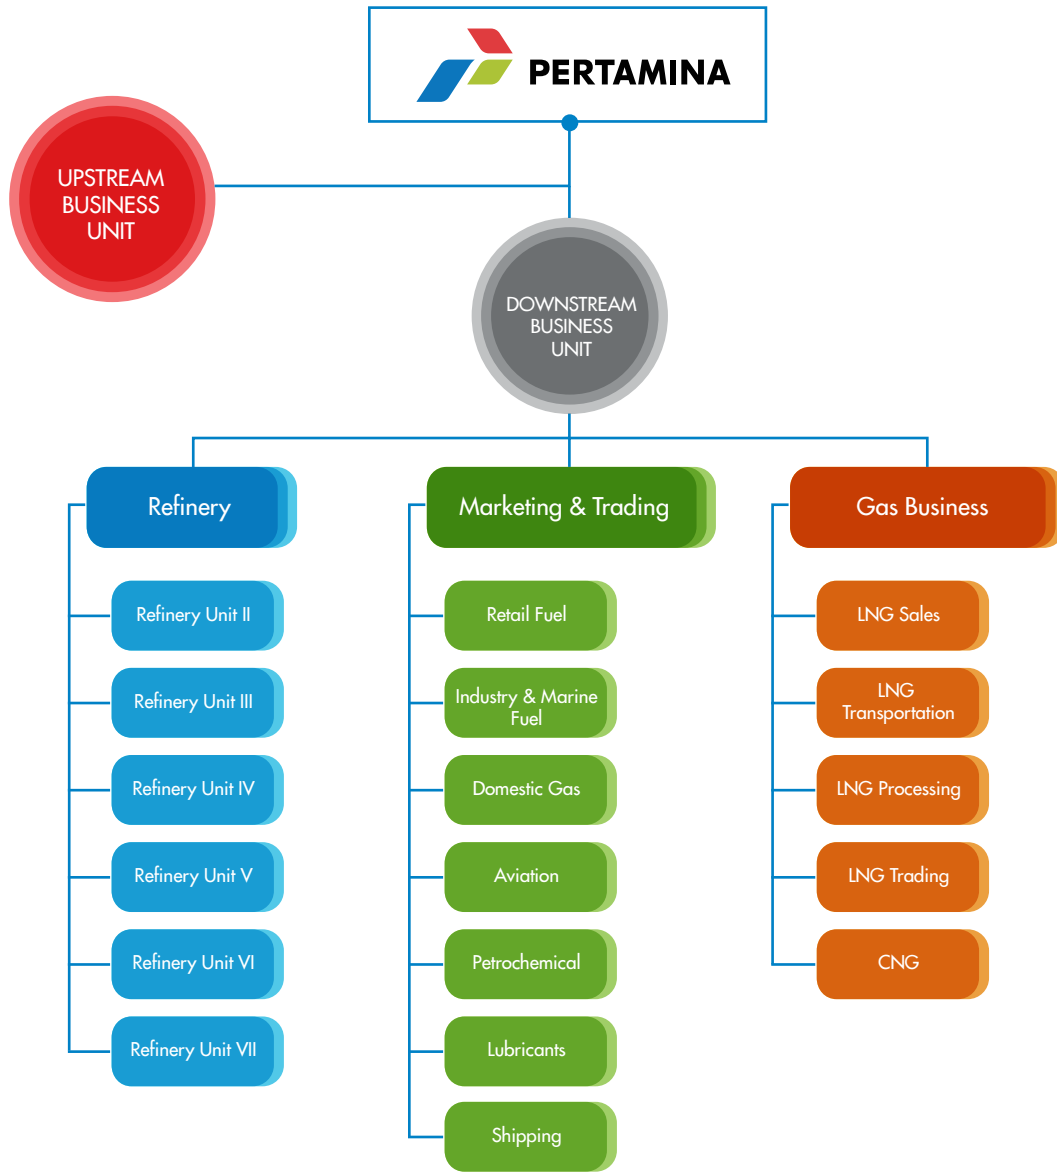 PERTAMINA
UPSTREAM
BUSINESS
UNIT
DOWNSTREAM
BUSINESS
UNIT
Refinery
Refinery Unit II
Refinery Unit III
Refinery Unit IV
Refinery Unit V
Refinery Unit VI
Refinery Unit VII
Marketing & Trading
Retail Fuel
Industry & Marine
Fuel
Domestic Gas
Aviation
Petrochemical
Lubricants
Shipping
Gas Business
LNG Sales
LNG
Transportation
LNG Processing
LNG Trading
CNG